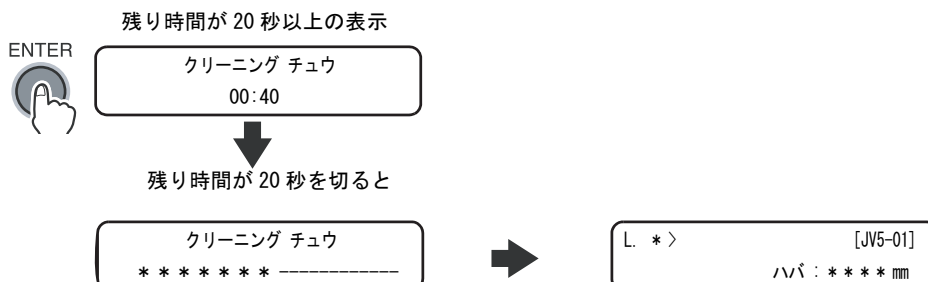 残り時間が 20 秒以上の表示
ENTER
クリーニング チュウ
00:40
残り時間が 20 秒を切ると
クリーニング チュウ
* * * * * * * ------------
L. * > [JV5-01]
ハバ : * * * * mm